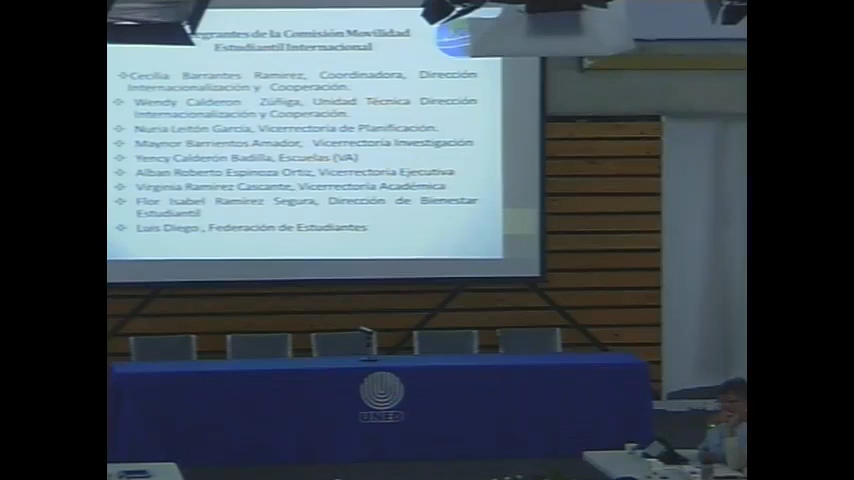 egrantes de la Comisión Movilidad
Estudiantil Internacional
Cecilia Barrantes Ramirez, Coordinadora, Dirección
Internacionalización y Cooperación.
Wendy Calderon Zúñiga, Unidad Técnica Dirección
Internacionalización y Cooperación.
Nuria Leitón García, Vicerrectoría de Planificación.
Maynor Barrientos Amador, Vicerrectoría Investigación
Yency Calderón Badilla, Escuelas (VA)
Alban Roberto Espinoza Ortiz, Vicerrectoría Ejecutiva
Virginia Ramírez Cascante, Vicerrectoría Académica
Flor Isabel Ramírez Segura, Dirección de Bienestar
Estudiantil
Luis Diego , Federación de Estudiantes
UNED